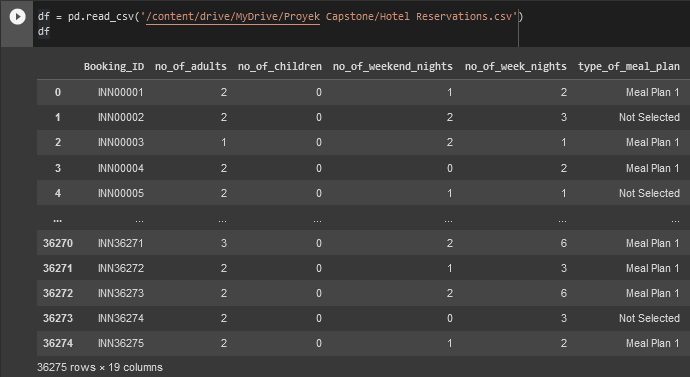 df = pd.read_csv('/content/drive/MyDrive/Proyek Capstone/Hotel Reservations.csv')
df
Booking_ID no_of_adults no_of_children no_of_weekend_nights no_of_week_nights type_of_meal_plan
0 INN00001 2 0 1 2 Meal Plan 1
1 INN00002 2 0 2 3 Not Selected
2 INN00003 1 0 2 1 Meal Plan 1
3 INN00004 2 0 0 2 Meal Plan 1
4 INN00005 2 0 1 1 Not Selected
... ... ... ... ... ... ...
36270 INN36271 3 0 2 6 Meal Plan 1
36271 INN36272 2 0 1 3 Meal Plan 1
36272 INN36273 2 0 2 6 Meal Plan 1
36273 INN36274 2 0 0 3 Not Selected
36274 INN36275 2 0 1 2 Meal Plan 1
36275 rows × 19 columns